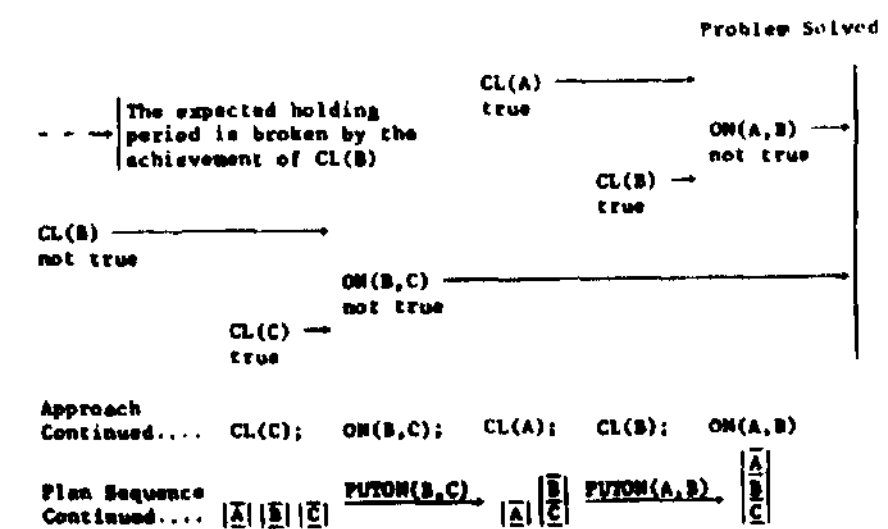 Problem Solved
CL(A)
true
The expected holding
period is broken by the
achievement of CL(B)
ON(A,B)
not true
CL(B)
true
CL(B)
not true
ON(B,C)
not true
CL(C)
true
Approach
Continued.... CL(C); ON(B,C); CL(A); CL(B); ON(A,B)
Plan Sequence
Continued.... |A| |B| |C| PUTON(B,C) |A| |B| |C| PUTON(A,B) |A| |B| |C|